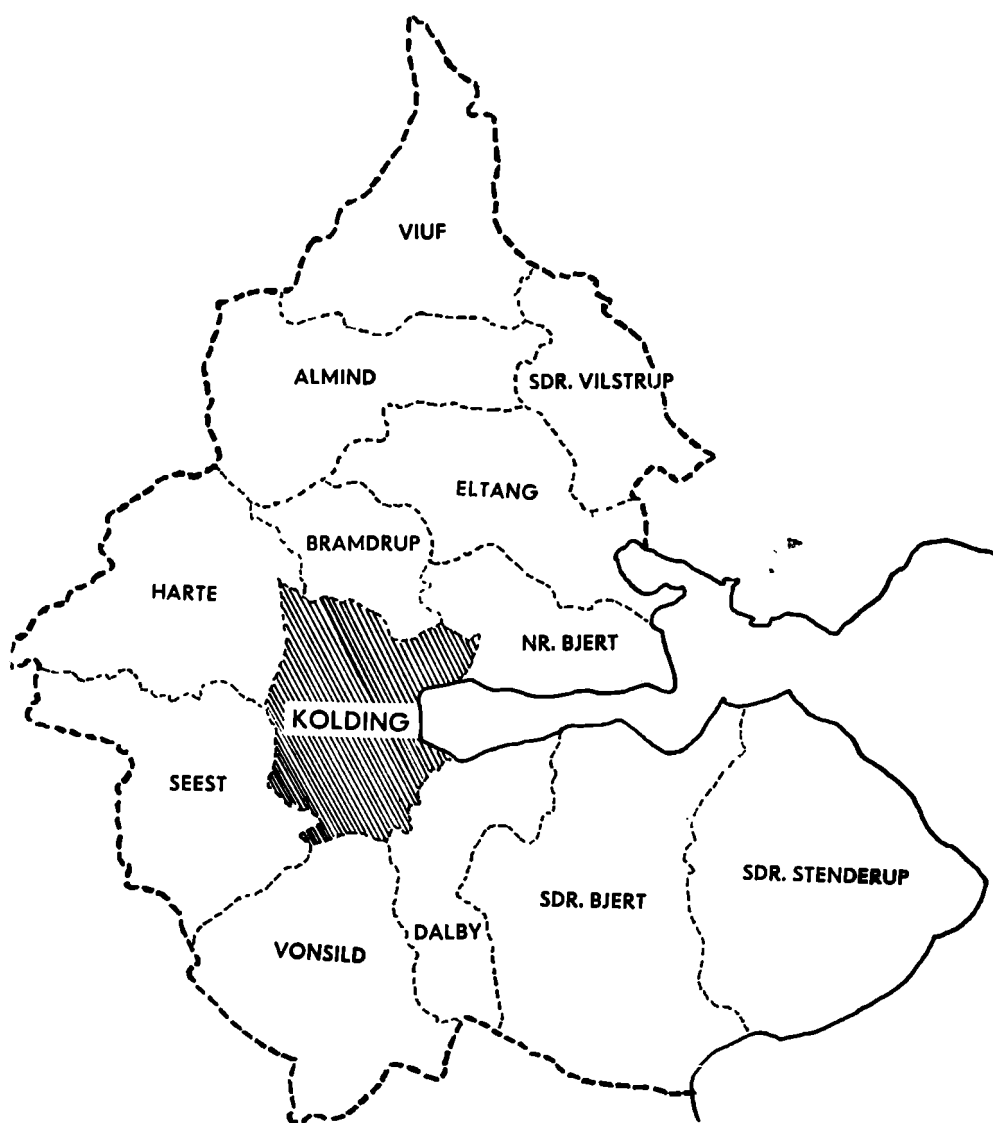 VIUF
ALMIND
SDR. VILSTRUP
ELTANG
BRAMDRUP
HARTE
NR. BJERT
KOLDING
SEEST
SDR. STENDERUP
SDR. BJERT
DALBY
VONSILD